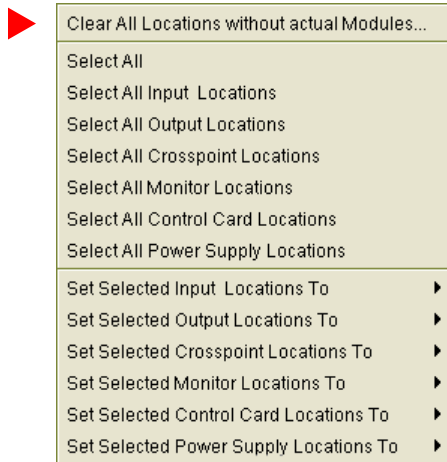 Clear All Locations without actual Modules...
Select All
Select All Input Locations
Select All Output Locations
Select All Crosspoint Locations
Select All Monitor Locations
Select All Control Card Locations
Select All Power Supply Locations
Set Selected Input Locations To
Set Selected Output Locations To
Set Selected Crosspoint Locations To
Set Selected Monitor Locations To
Set Selected Control Card Locations To
Set Selected Power Supply Locations To